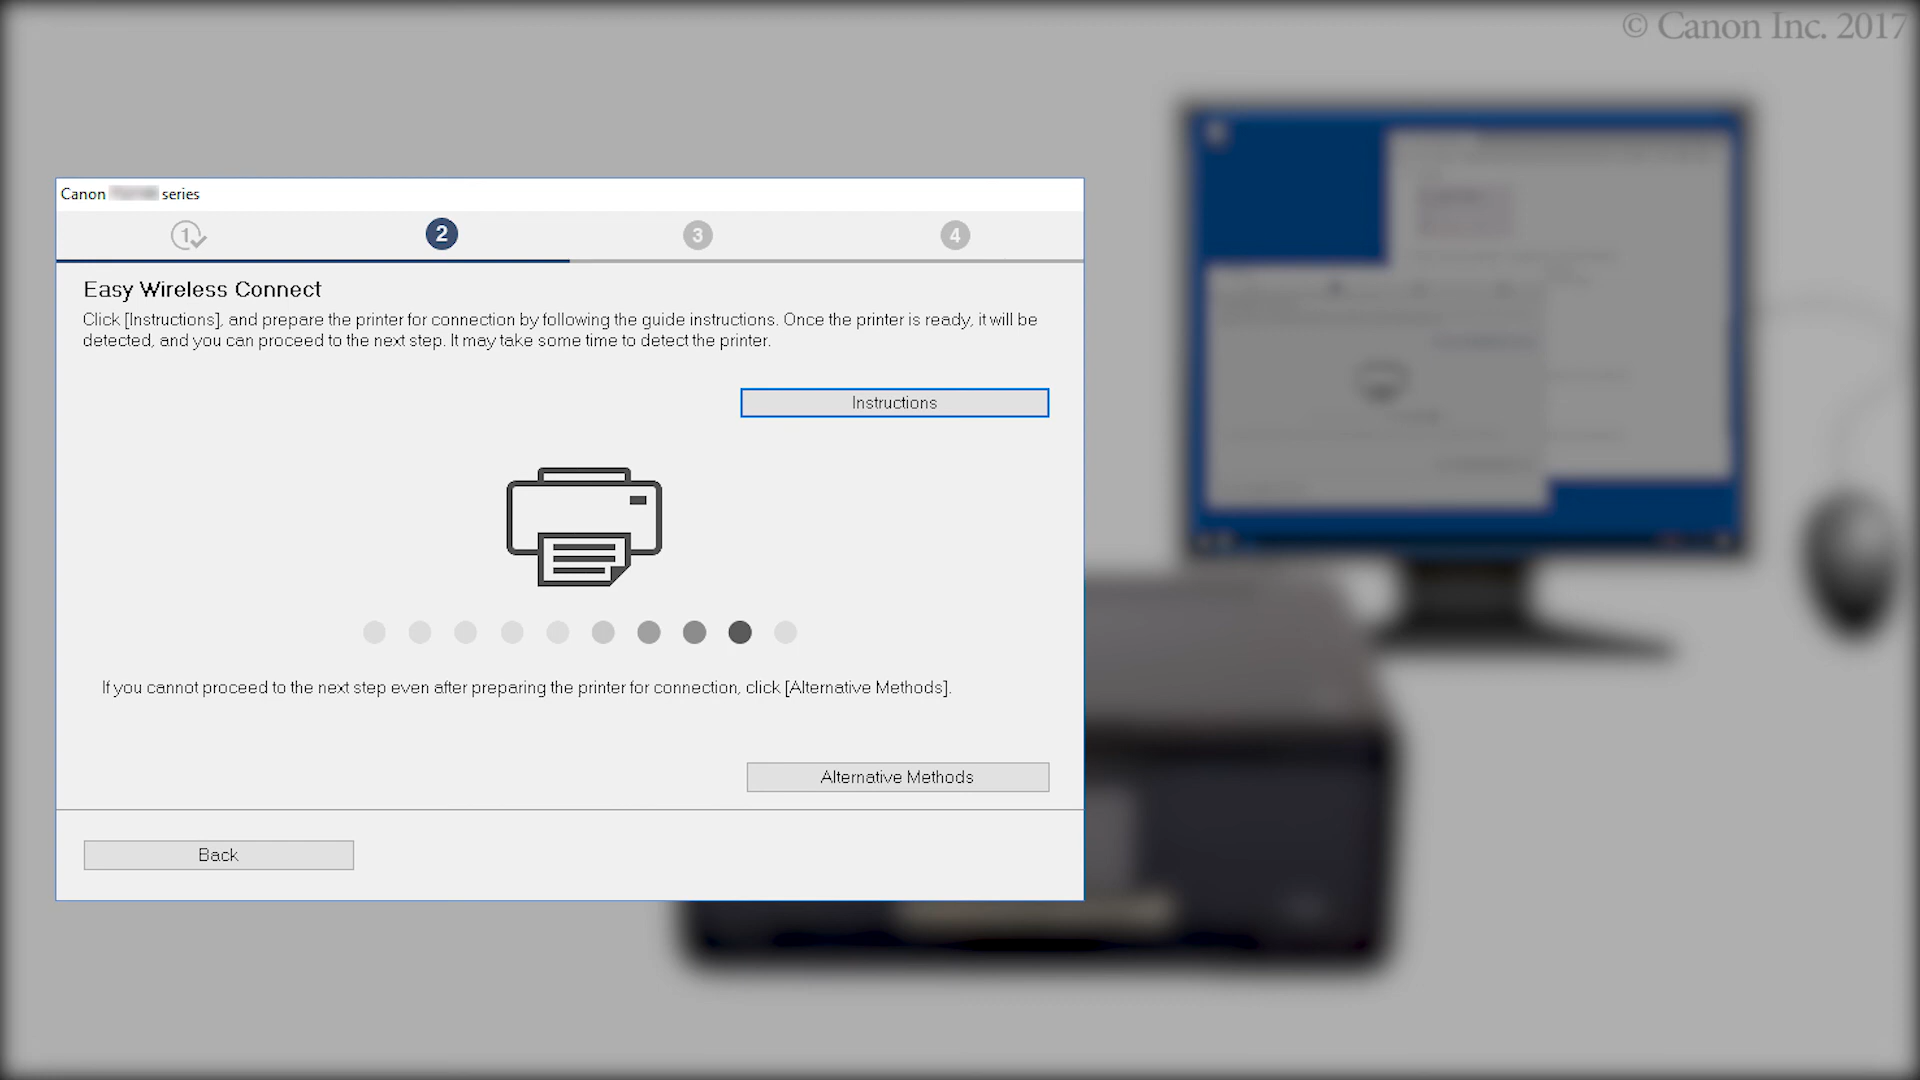 © Canon Inc. 2017
Canon series
1
2
3
4
Easy Wireless Connect
Click [Instructions], and prepare the printer for connection by following the guide instructions. Once the printer is ready, it will be
detected, and you can proceed to the next step. It may take some time to detect the printer.
Instructions
If you cannot proceed to the next step even after preparing the printer for connection, click [Alternative Methods].
Alternative Methods
Back